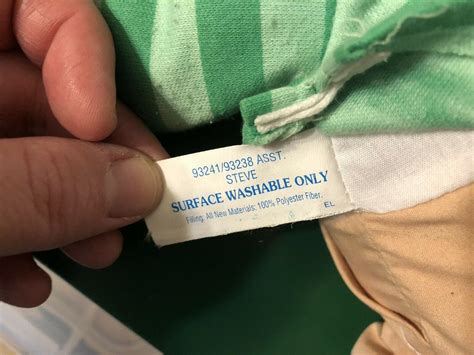 93241/93238 ASST.
STEVE
SURFACE WASHABLE ONLY
Filling: All New Materials: 100% Polyester Fiber.
EL